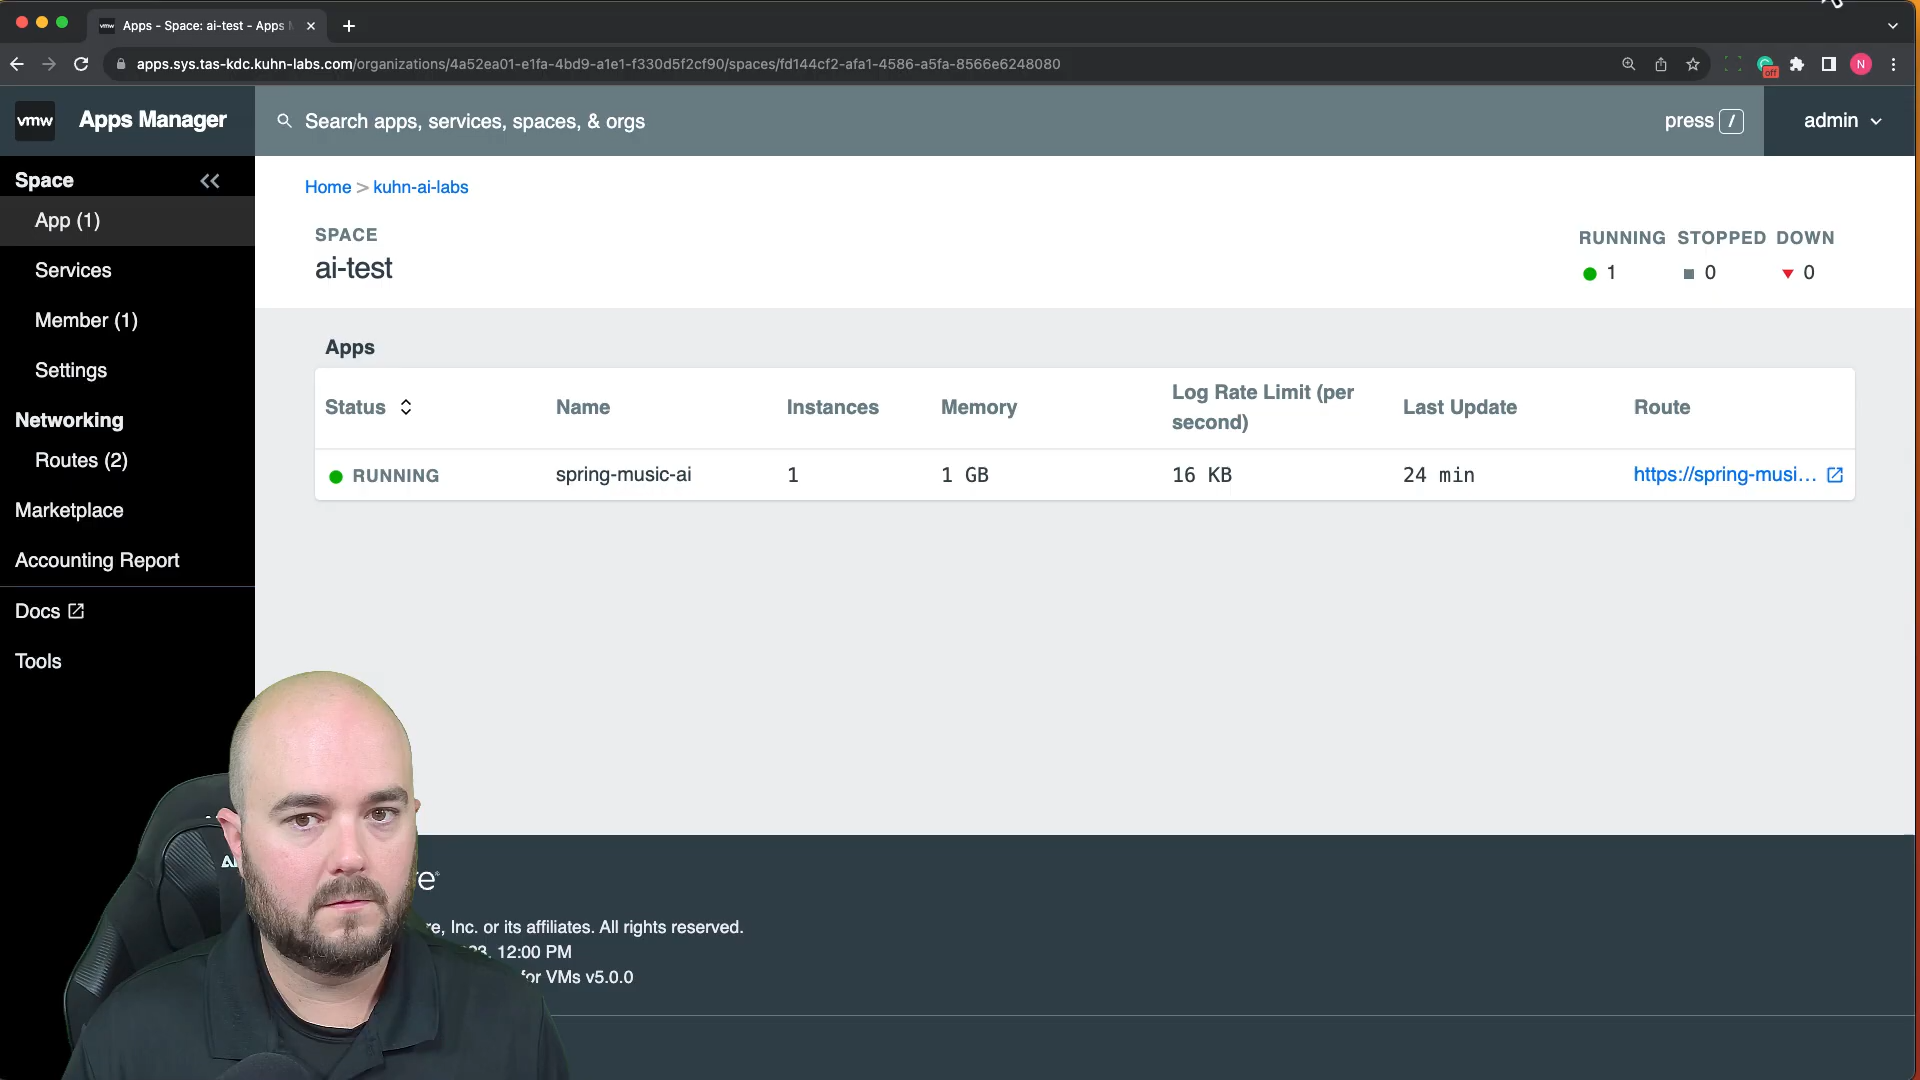 vmw Apps - Space: ai-test - Apps
apps.sys.tas-kdc.kuhn-labs.com/organizations/4a52ea01-e1fa-4bd9-a1e1-f330d5f2cf90/spaces/fd144cf2-afa1-4586-a5fa-8566e6248080
off
N
vmw Apps Manager
Search apps, services, spaces, & orgs
press /
admin
Space
App (1)
Services
Member (1)
Settings
Networking
Routes (2)
Marketplace
Accounting Report
Docs
Tools
Home > kuhn-ai-labs
SPACE
ai-test
RUNNING STOPPED DOWN
1 0 0
Apps
Status Name Instances Memory Log Rate Limit (per second) Last Update Route
RUNNING spring-music-ai 1 1 GB 16 KB 24 min https://spring-musi...
re, Inc. or its affiliates. All rights reserved.
12:00 PM
for VMs v5.0.0